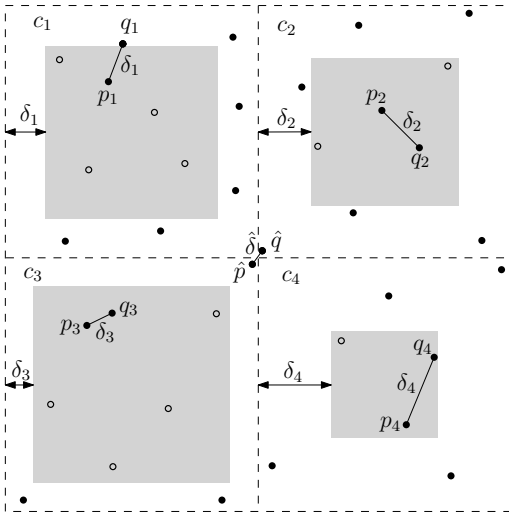 c₁
q₁
c₂
δ₁
p₁
δ₁
p₂
δ₂
δ₂
q₂
δ̂
q̂
p̂
c₃
c₄
q₃
p₃
δ₃
δ₃
q₄
δ₄
δ₄
p₄